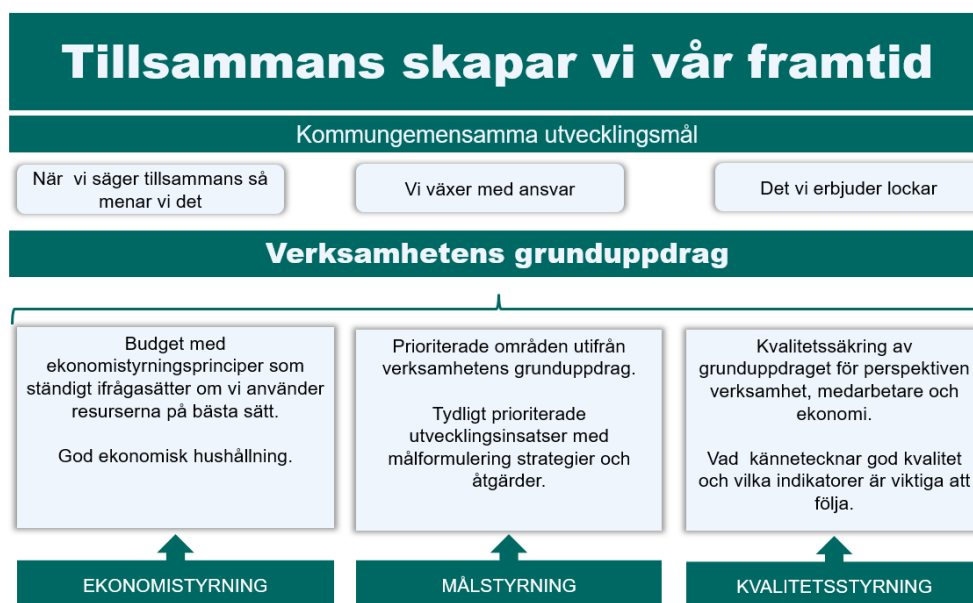 Tillsammans skapar vi vår framtid
Kommungemensamma utvecklingsmål
När  vi säger tillsammans så
menar vi det
Vi växer med ansvar
Det vi erbjuder lockar
Verksamhetens grunduppdrag
Budget med
ekonomistyrningsprinciper som
ständigt ifrågasätter om vi använder
resurserna på bästa sätt.
God ekonomisk hushållning.
Prioriterade områden utifrån
verksamhetens grunduppdrag.
Tydligt prioriterade
utvecklingsinsatser med
målformulering strategier och
åtgärder.
Kvalitetssäkring av
grunduppdraget för perspektiven
verksamhet, medarbetare och
ekonomi.
Vad  kännetecknar god kvalitet
och vilka indikatorer är viktiga att
följa.
EKONOMISTYRNING
MÅLSTYRNING
KVALITETSSTYRNING